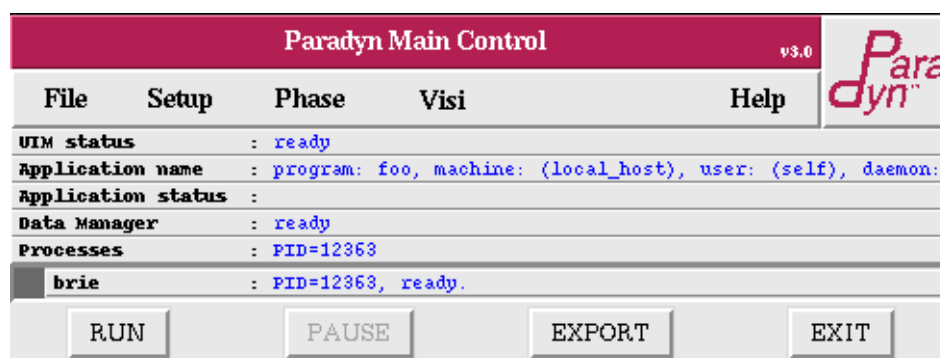 Paradyn Main Control v3.0
Para
dyn™
File Setup Phase Visi Help
UIM status : ready
Application name : program: foo, machine: (local_host), user: (self), daemon:
Application status :
Data Manager : ready
Processes : PID=12363
brie : PID=12363, ready.
RUN PAUSE EXPORT EXIT